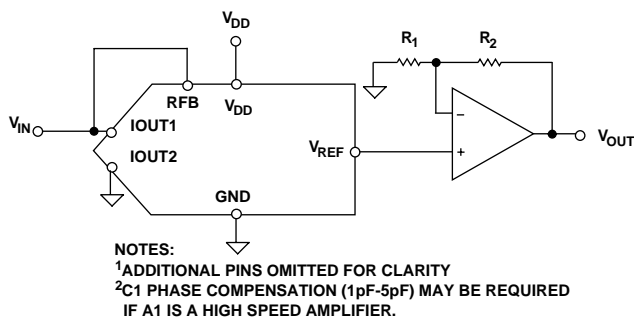 VDD
R1
R2
RFB
VDD
VIN
IOUT1
IOUT2
VREF
GND
−
+
VOUT
NOTES:
1ADDITIONAL PINS OMITTED FOR CLARITY
2C1 PHASE COMPENSATION (1pF-5pF) MAY BE REQUIRED
IF A1 IS A HIGH SPEED AMPLIFIER.